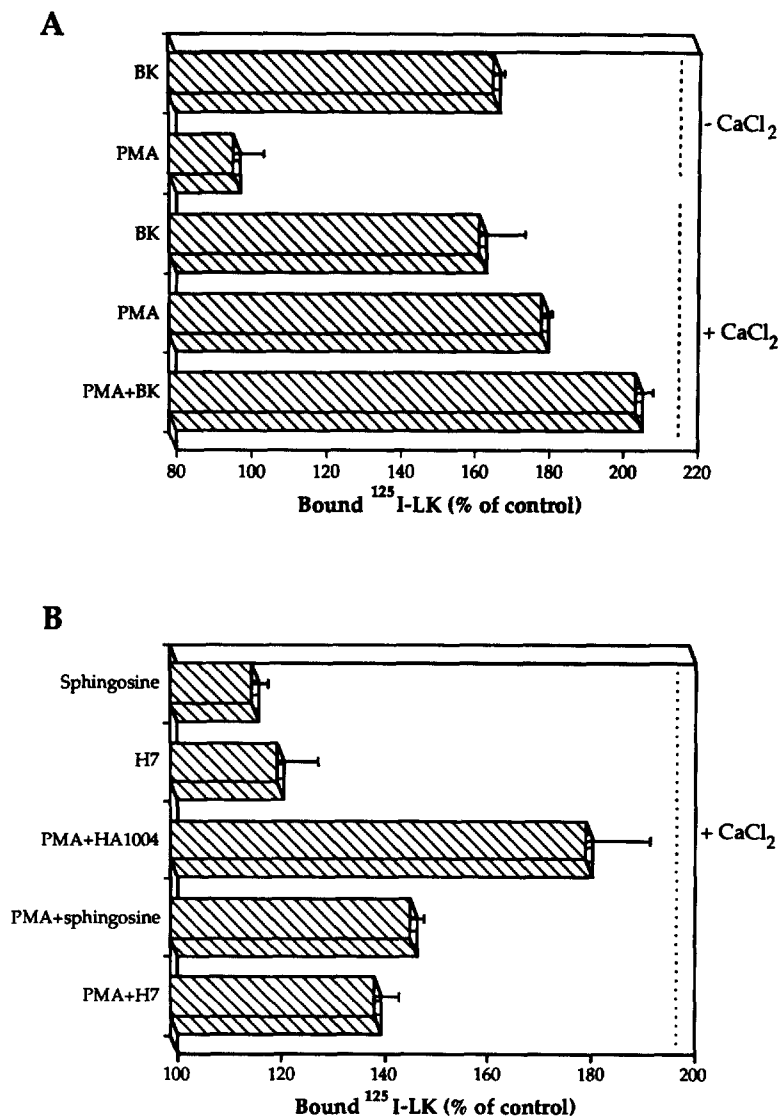 A
BK
PMA
- CaCl2
BK
PMA
PMA+BK
+ CaCl2
80 100 120 140 160 180 200 220
Bound 125 I-LK (% of control)
B
Sphingosine
H7
PMA+HA1004
PMA+sphingosine
PMA+H7
+ CaCl2
100 120 140 160 180 200
Bound 125 I-LK (% of control)